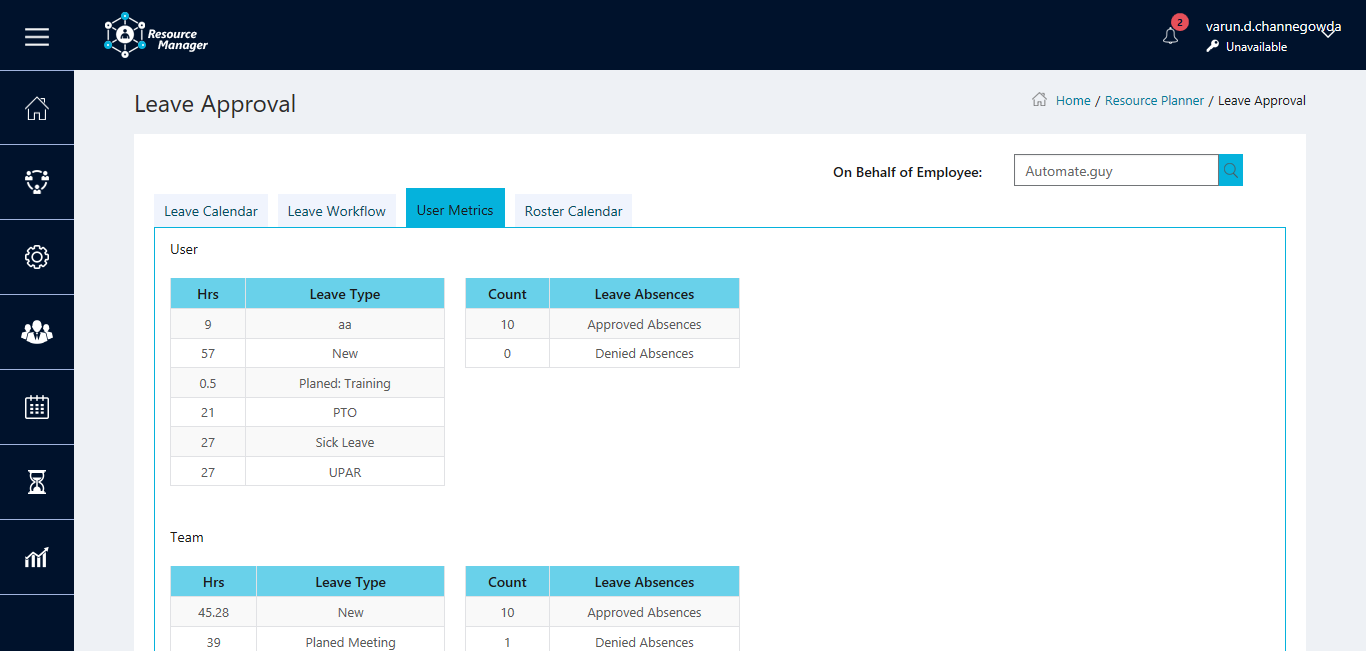 Resource
Manager
2
varun.d.channegowda
Unavailable
Leave Approval
Home / Resource Planner / Leave Approval
On Behalf of Employee: Automate.guy
Leave Calendar Leave Workflow User Metrics Roster Calendar
User
Hrs Leave Type Count Leave Absences
9 aa 10 Approved Absences
57 New 0 Denied Absences
0.5 Planed: Training
21 PTO
27 Sick Leave
27 UPAR
Team
Hrs Leave Type Count Leave Absences
45.28 New 10 Approved Absences
39 Planed Meeting 1 Denied Absences